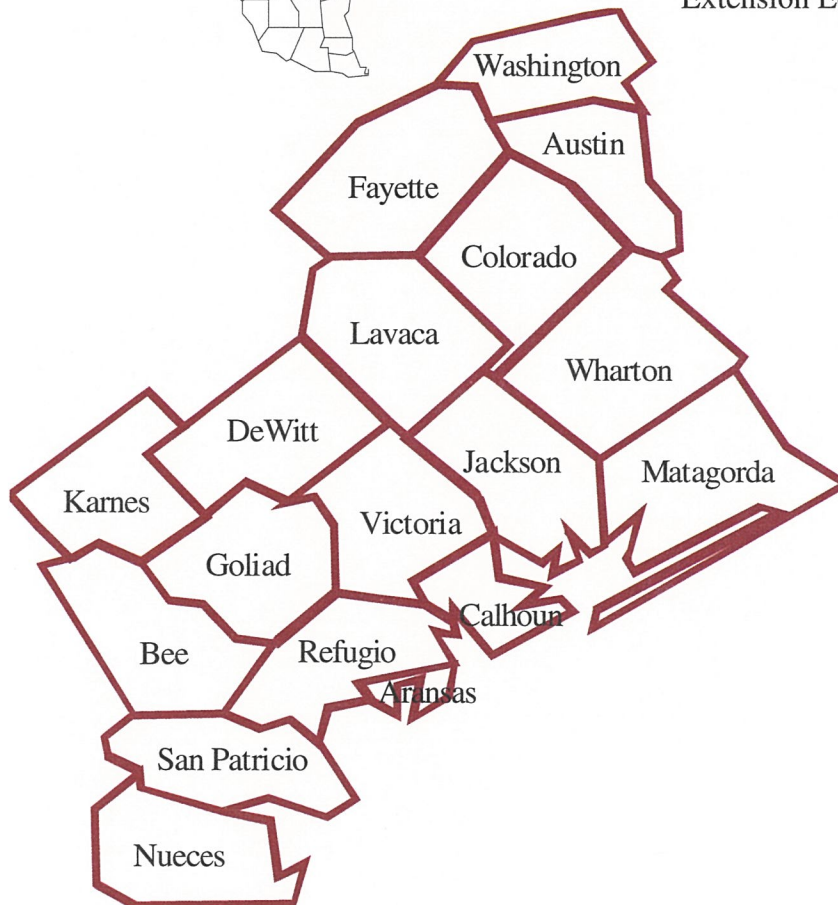 Extension
Washington
Austin
Fayette
Colorado
Lavaca
Wharton
DeWitt
Jackson
Matagorda
Karnes
Victoria
Goliad
Calhoun
Bee
Refugio
Aransas
San Patricio
Nueces